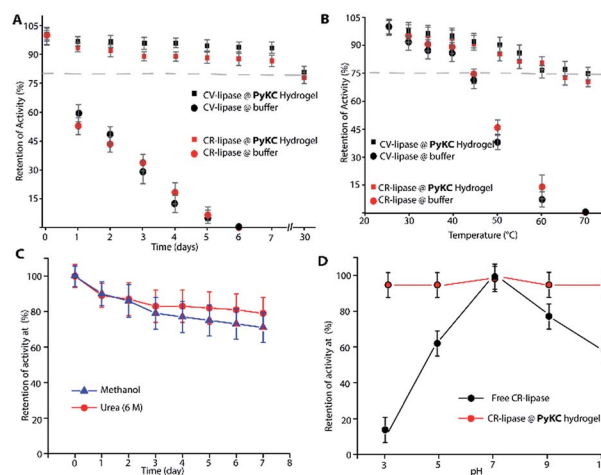 A
Retention of Activity (%)
105
90
75
60
45
30
15
CV-lipase @ PyKC Hydrogel
CV-lipase @ buffer
CR-lipase @ PyKC Hydrogel
CR-lipase @ buffer
0 1 2 3 4 5 6 7 // 30
Time (days)
B
Retention of Activity (%)
105
90
75
60
45
30
15
CV-lipase @ PyKC Hydrogel
CV-lipase @ buffer
CR-lipase @ PyKC Hydrogel
CR-lipase @ buffer
20 30 40 50 60 70
Temperature (°C)
C
Retention of activity at (%)
100
80
60
40
20
0
Methanol
Urea (6 M)
0 1 2 3 4 5 6 7 8
Time (day)
D
Retention of activity at (%)
100
80
60
40
20
0
Free CR-lipase
CR-lipase @ PyKC hydrogel
3 5 7 9
pH